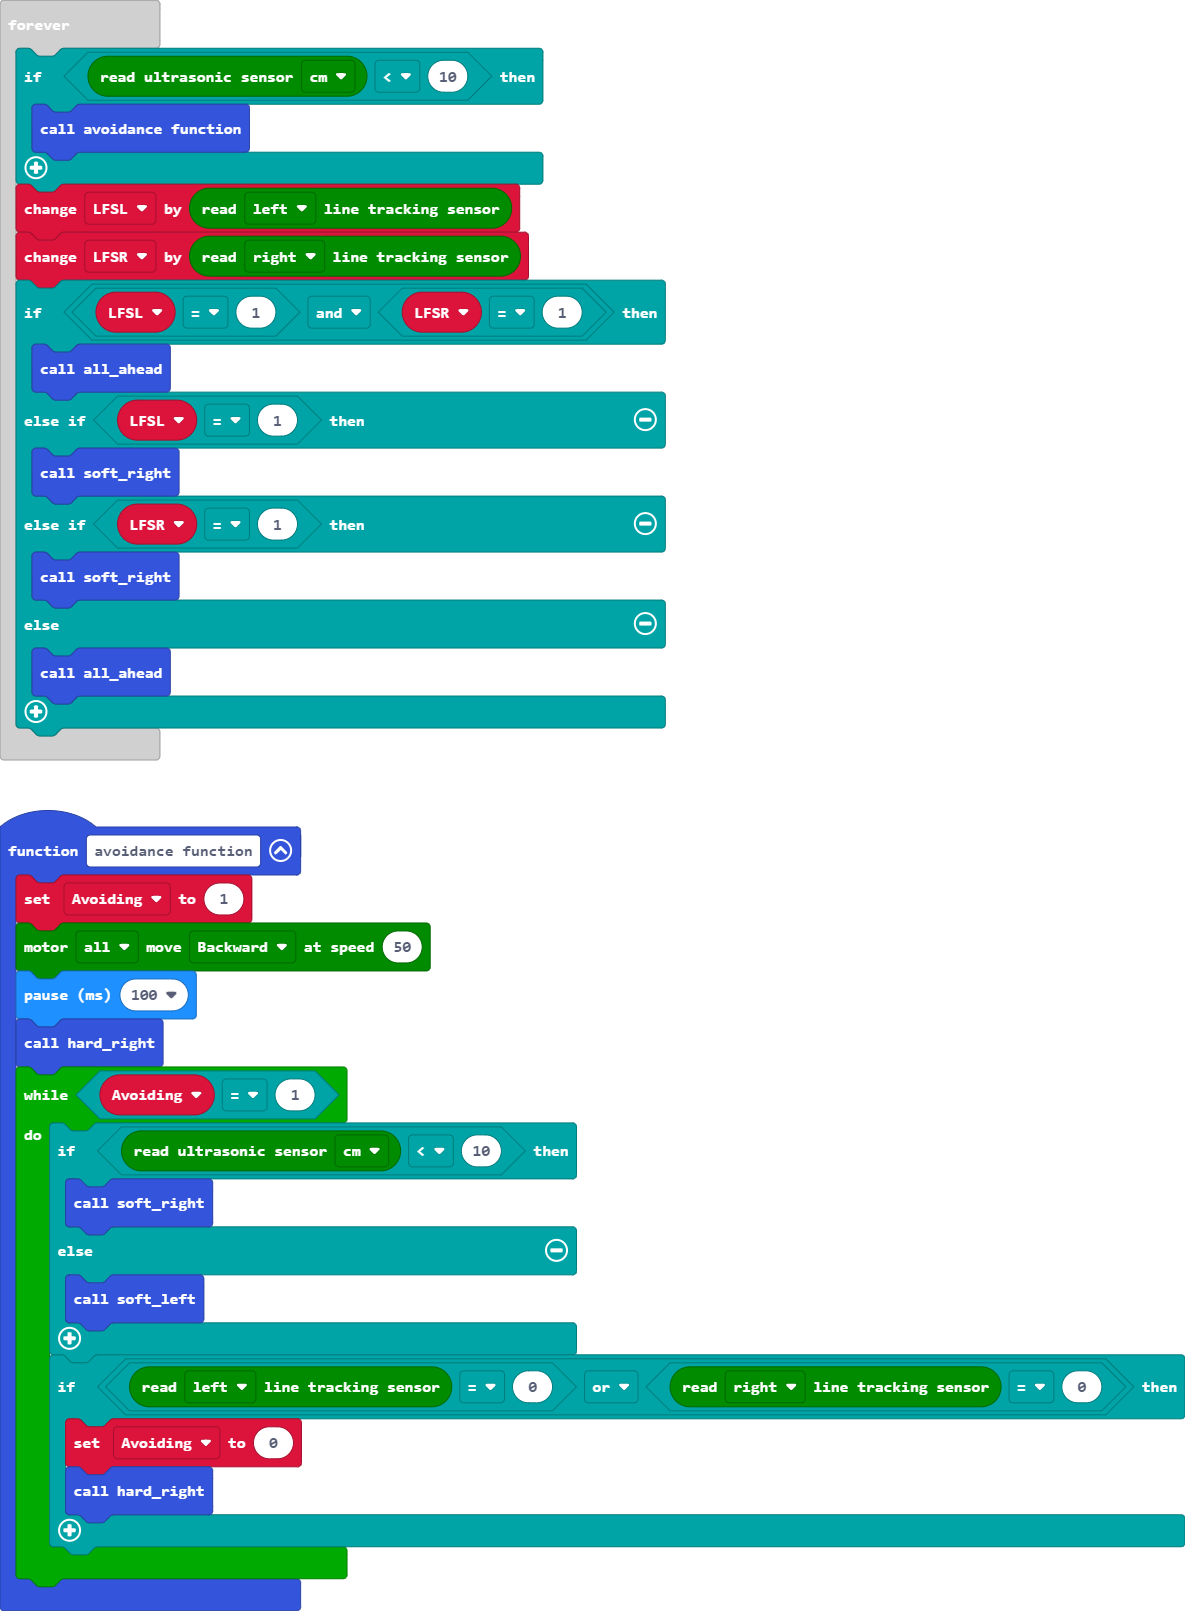 forever
if read ultrasonic sensor cm < 10 then
call avoidance function
change LFSL by read left line tracking sensor
change LFSR by read right line tracking sensor
if LFSL = 1 and LFSR = 1 then
call all_ahead
else if LFSL = 1 then
call soft_right
else if LFSR = 1 then
call soft_right
else
call all_ahead
function avoidance function
set Avoiding to 1
motor all move Backward at speed 50
pause (ms) 100
call hard_right
while Avoiding = 1
do
if read ultrasonic sensor cm < 10 then
call soft_right
else
call soft_left
if read left line tracking sensor = 0 or read right line tracking sensor = 0 then
set Avoiding to 0
call hard_right